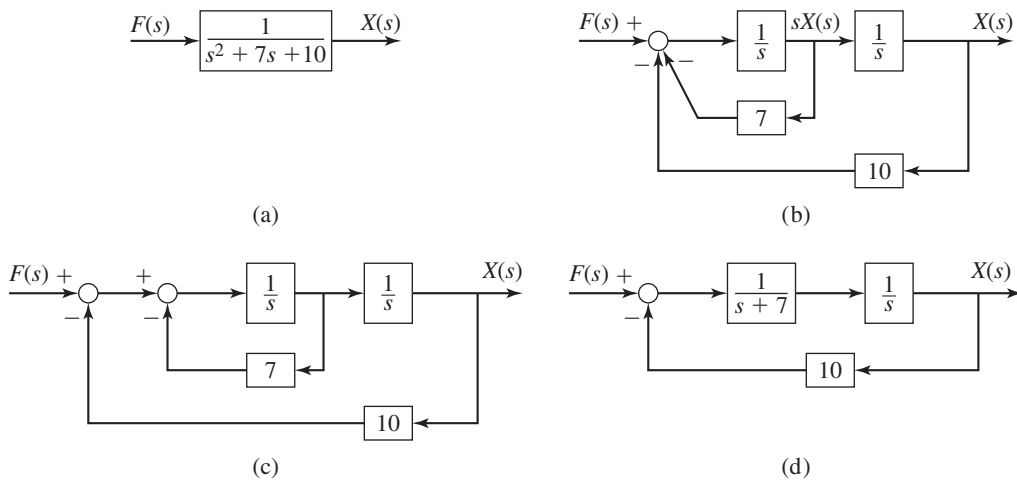 F(s)
1
s² + 7s + 10
X(s)
(a)
F(s) +
− −
1
s
sX(s)
1
s
X(s)
7
10
(b)
F(s) +
−
+
−
1
s
1
s
X(s)
7
10
(c)
F(s) +
−
1
s + 7
1
s
X(s)
10
(d)